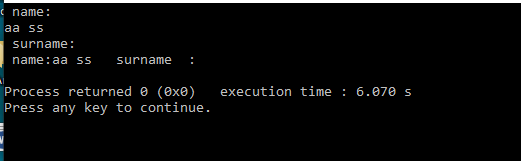 name:
aa ss
surname:
name:aa ss   surname  :
Process returned 0 (0x0)   execution time : 6.070 s
Press any key to continue.